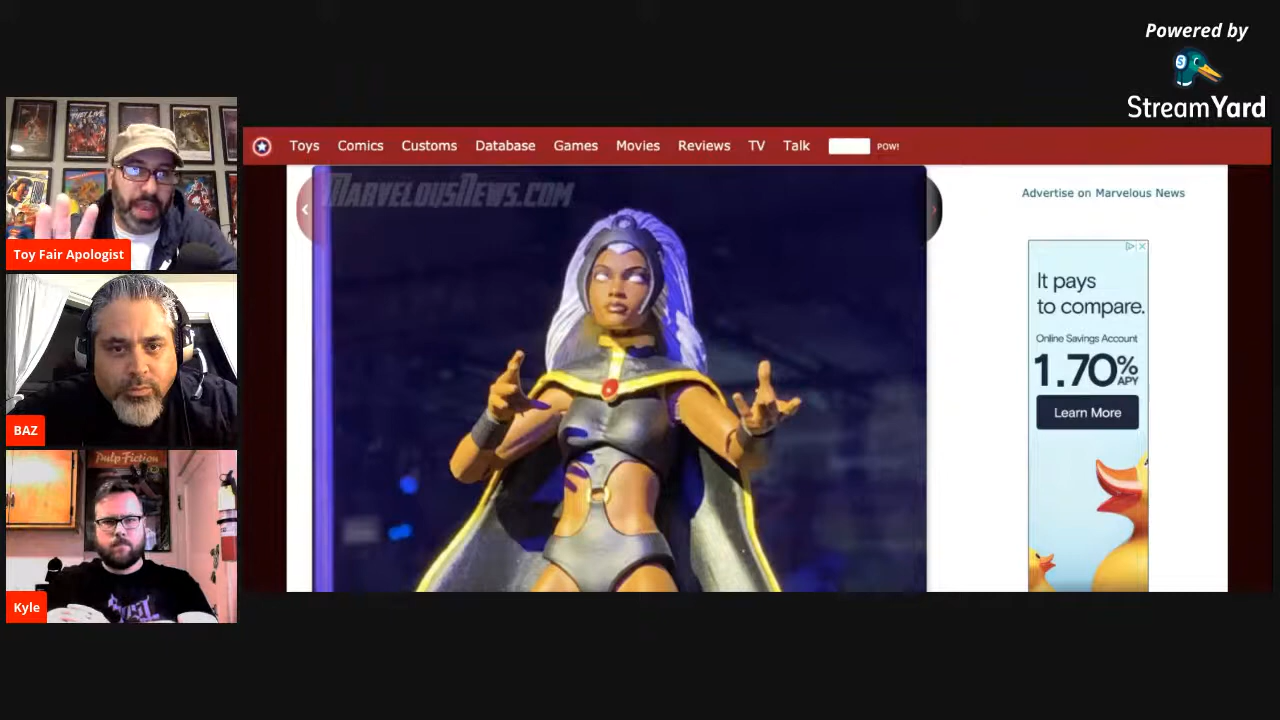 Powered by
StreamYard
Toys Comics Customs Database Games Movies Reviews TV Talk POW!
MARVELOUSNEWS.COM
Advertise on Marvelous News
It pays
to compare.
Online Savings Account
1.70% APY
Learn More
THEY LIVE
Toy Fair Apologist
BAZ
Pulp Fiction
Kyle